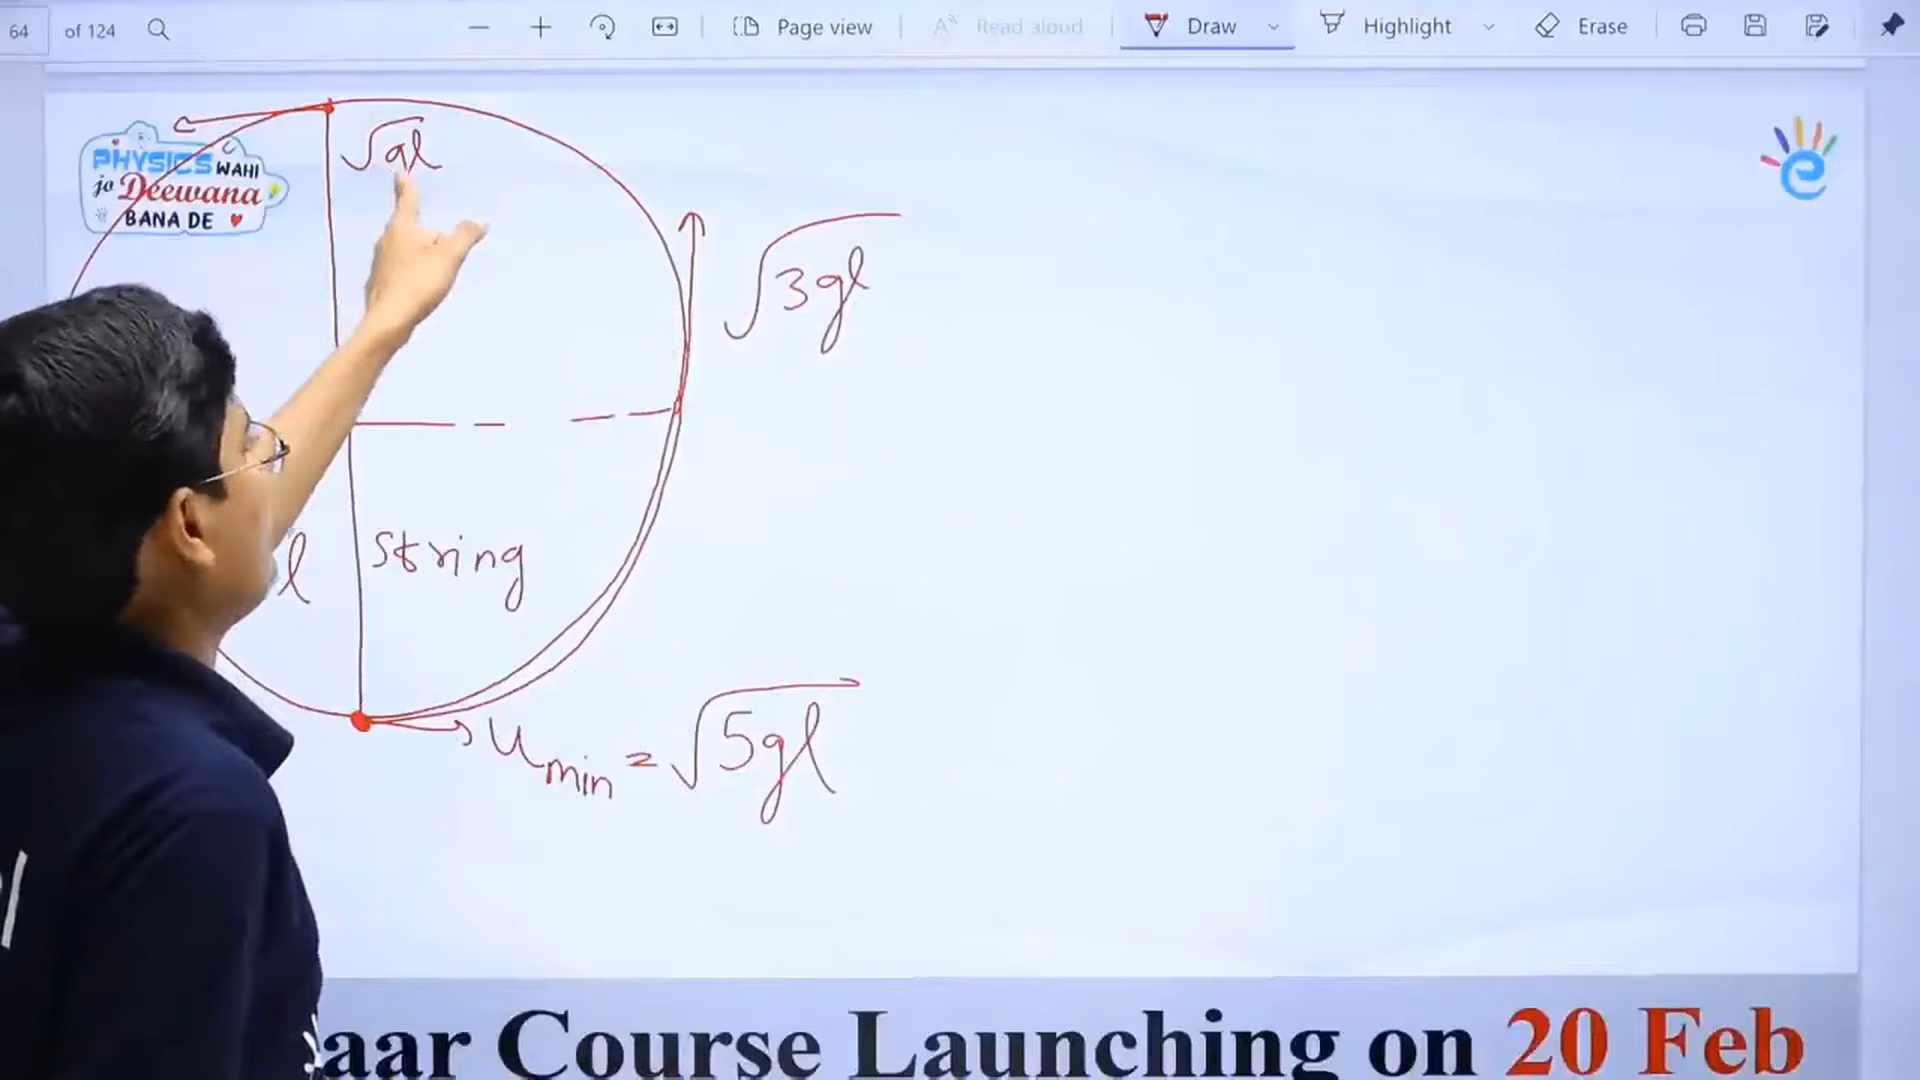 64 of 124 Page view Read aloud Draw Highlight Erase
PHYSICS WAHI
jo Deewana
BANA DE
√gl
√3gl
l string
u min = √5gl
aar Course Launching on 20 Feb